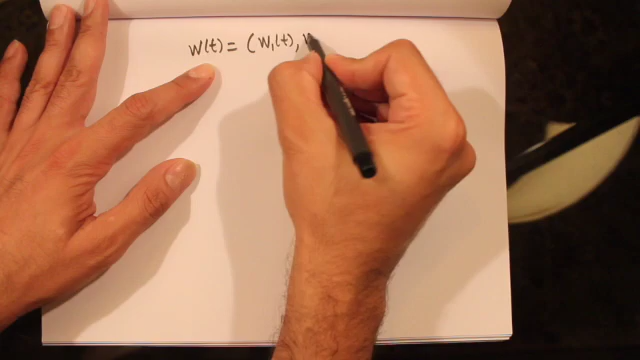 W(t) = (W₁(t), W